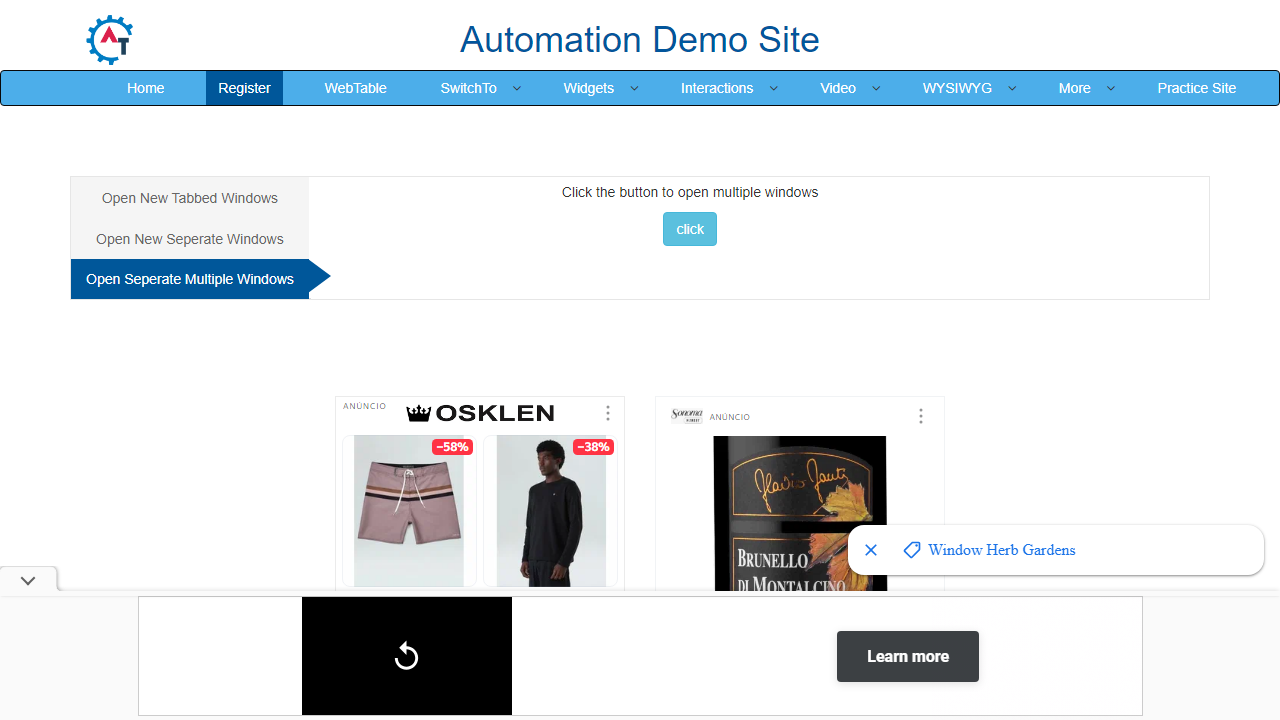 AT
Automation Demo Site
Home Register WebTable SwitchTo Widgets Interactions Video WYSIWYG More Practice Site
Open New Tabbed Windows
Open New Seperate Windows
Open Seperate Multiple Windows
Click the button to open multiple windows
click
ANÚNCIO
OSKLEN
−58%
−38%
Sonoma
ANÚNCIO
BRUNELLO
DI MONTALCINO
Window Herb Gardens
Learn more